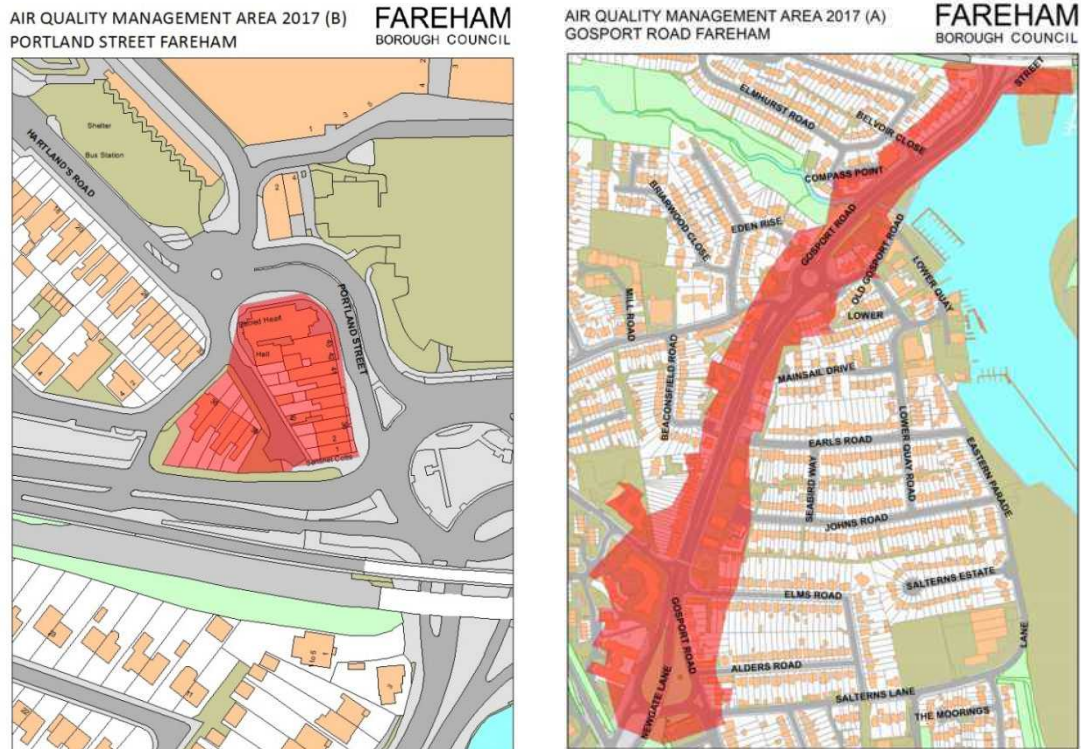 AIR QUALITY MANAGEMENT AREA 2017 (B)
PORTLAND STREET FAREHAM
FAREHAM
BOROUGH COUNCIL
HARTLAND'S ROAD
Shelter
Bus Station
PORTLAND STREET
Hall
AIR QUALITY MANAGEMENT AREA 2017 (A)
GOSPORT ROAD FAREHAM
FAREHAM
BOROUGH COUNCIL
STREET
ELMHURST ROAD
BELVOIR CLOSE
COMPASS POINT
BRIARWOOD CLOSE
EDEN RISE
GOSPORT ROAD
OLD GOSPORT ROAD
LOWER QUAY
MILL ROAD
LOWER
BEACONSFIELD ROAD
MAINSAIL DRIVE
EARLS ROAD
LOWER QUAY ROAD
EASTERN PARADE
SEABIRD WAY
JOHNS ROAD
SALTERNS ESTATE
ELMS ROAD
GOSPORT ROAD
LANE
ALDERS ROAD
NEWGATE LANE
SALTERNS LANE
THE MOORINGS